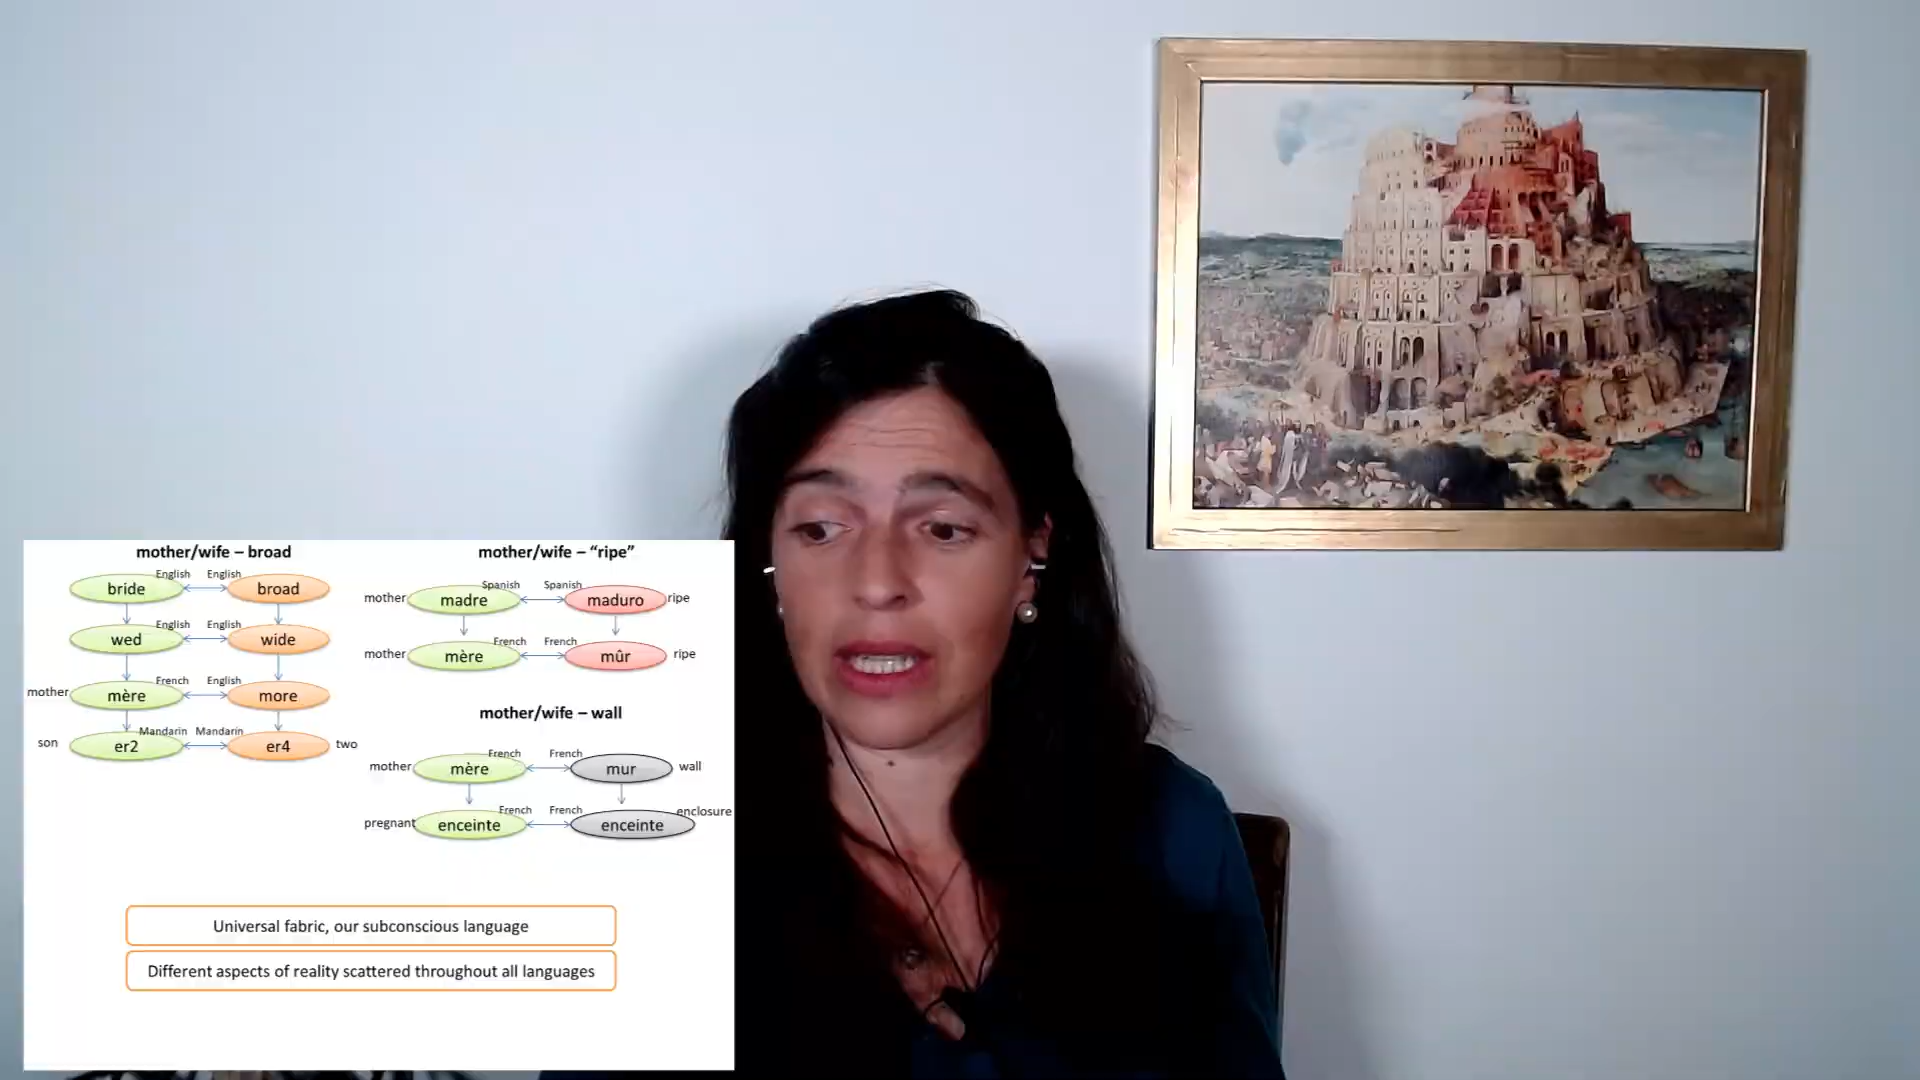 mother/wife – broad
English English
bride broad
English English
wed wide
French English
mother mère more
Mandarin Mandarin
son er2 er4 two
mother/wife – “ripe”
Spanish Spanish
mother madre maduro ripe
French French
mother mère mûr ripe
mother/wife – wall
French French
mother mère mur wall
French French
pregnant enceinte enceinte enclosure
Universal fabric, our subconscious language
Different aspects of reality scattered throughout all languages